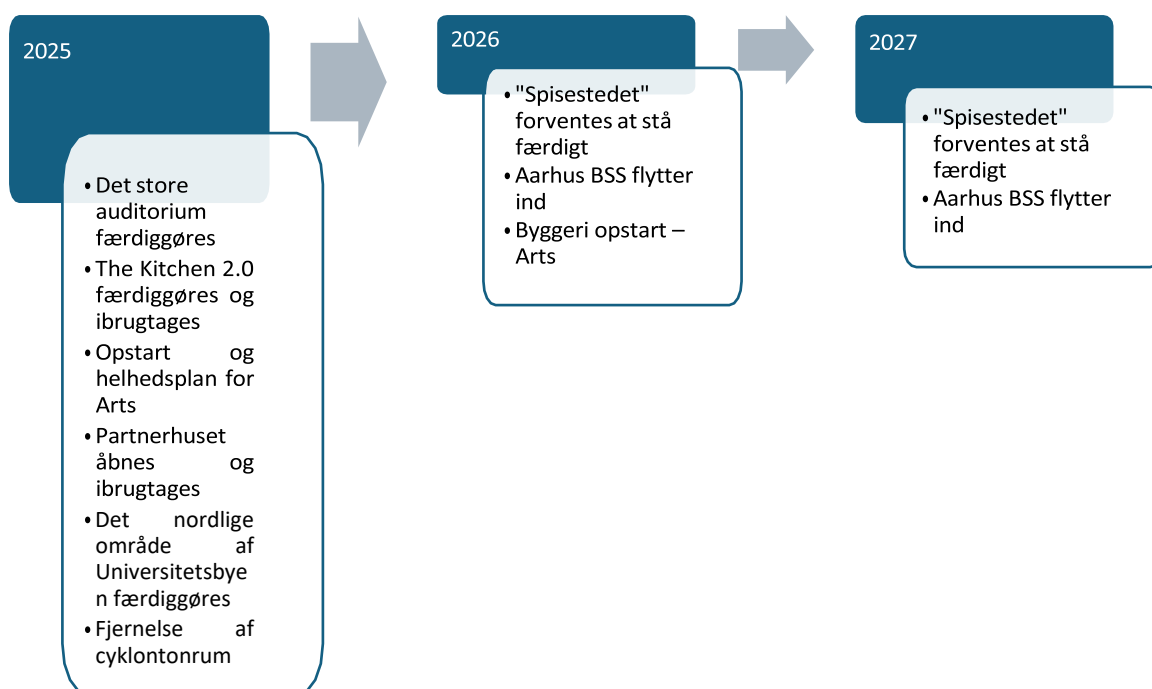 2025
• Det store
auditorium
færdiggøres
• The Kitchen 2.0
færdiggøres og
ibrugtages
• Opstart og
helhedsplan for
Arts
• Partnerhuset
åbnes og
ibrugtages
• Det nordlige
område af
Universitetsbye
n færdiggøres
• Fjernelse af
cyklontonrum
2026
• "Spisestedet"
forventes at stå
færdigt
• Aarhus BSS flytter
ind
• Byggeri opstart –
Arts
2027
• "Spisestedet"
forventes at stå
færdigt
• Aarhus BSS flytter
ind